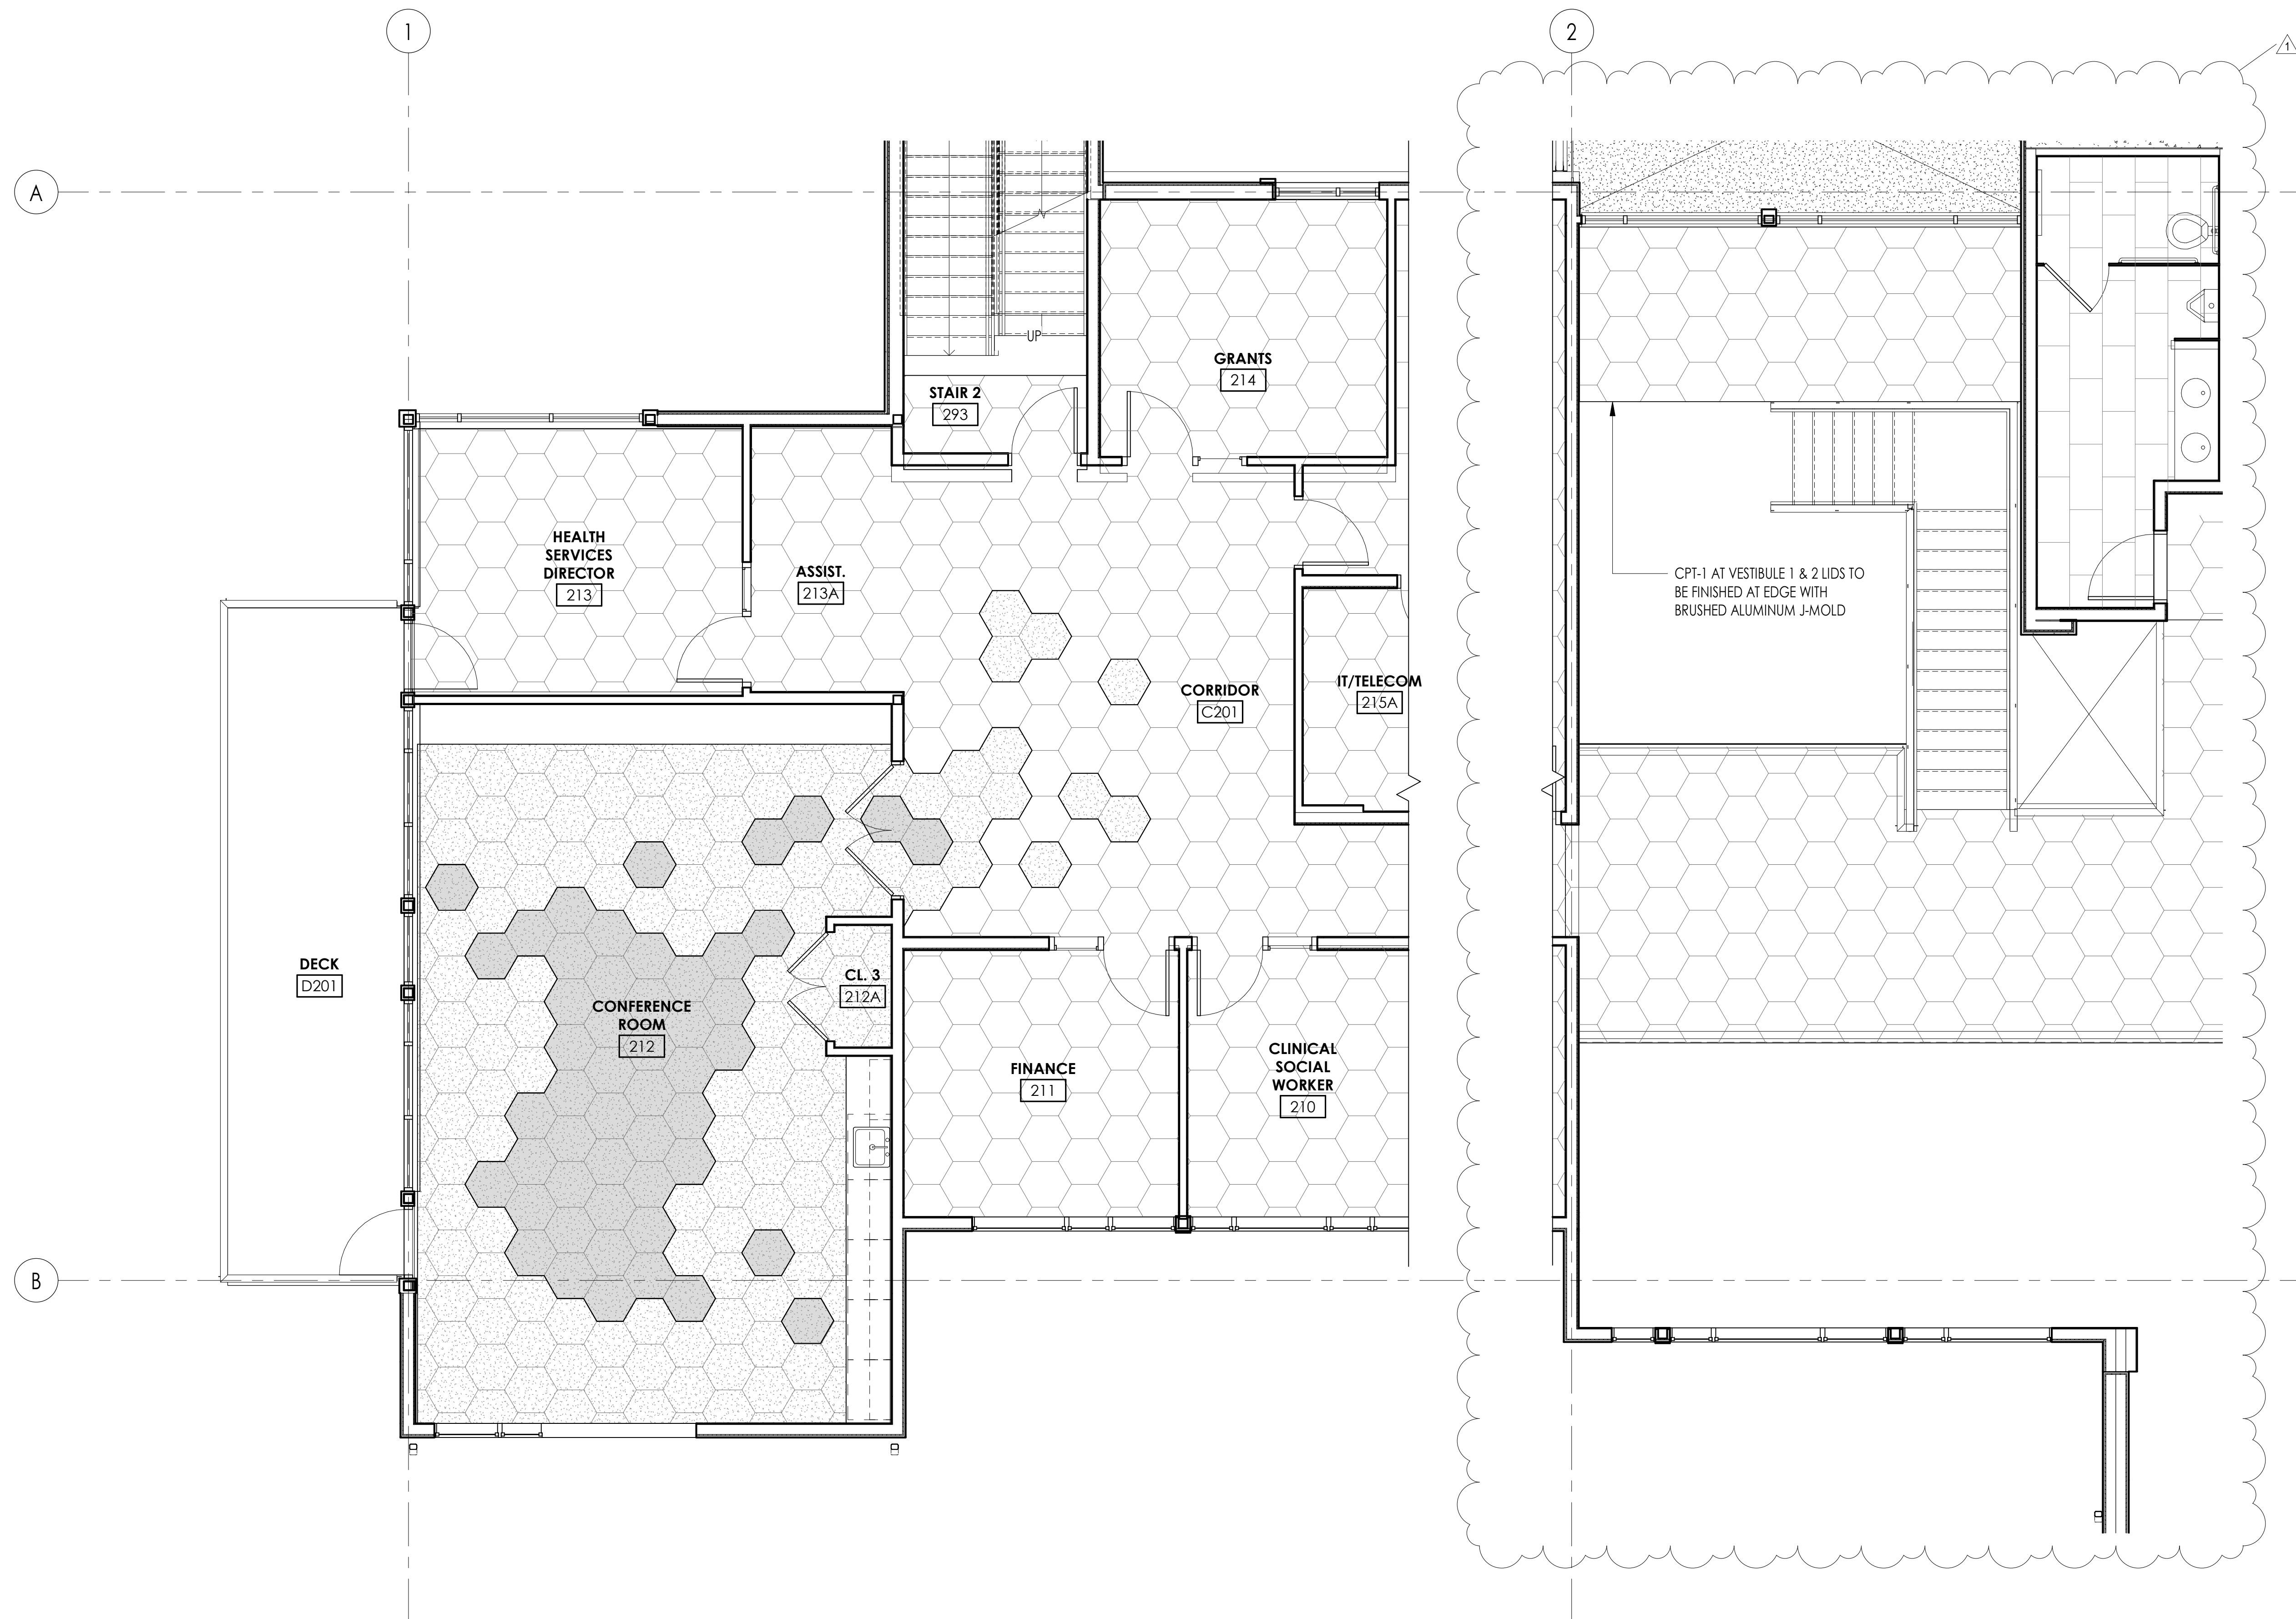 1
2
1
A
UP
GRANTS
214
STAIR 2
293
HEALTH
SERVICES
DIRECTOR
213
ASSIST.
213A
CPT-1 AT VESTIBULE 1 & 2 LIDS TO
BE FINISHED AT EDGE WITH
BRUSHED ALUMINUM J-MOLD
CORRIDOR
C201
IT/TELECOM
215A
DECK
D201
CL. 3
212A
CONFERENCE
ROOM
212
FINANCE
211
CLINICAL
SOCIAL
WORKER
210
B